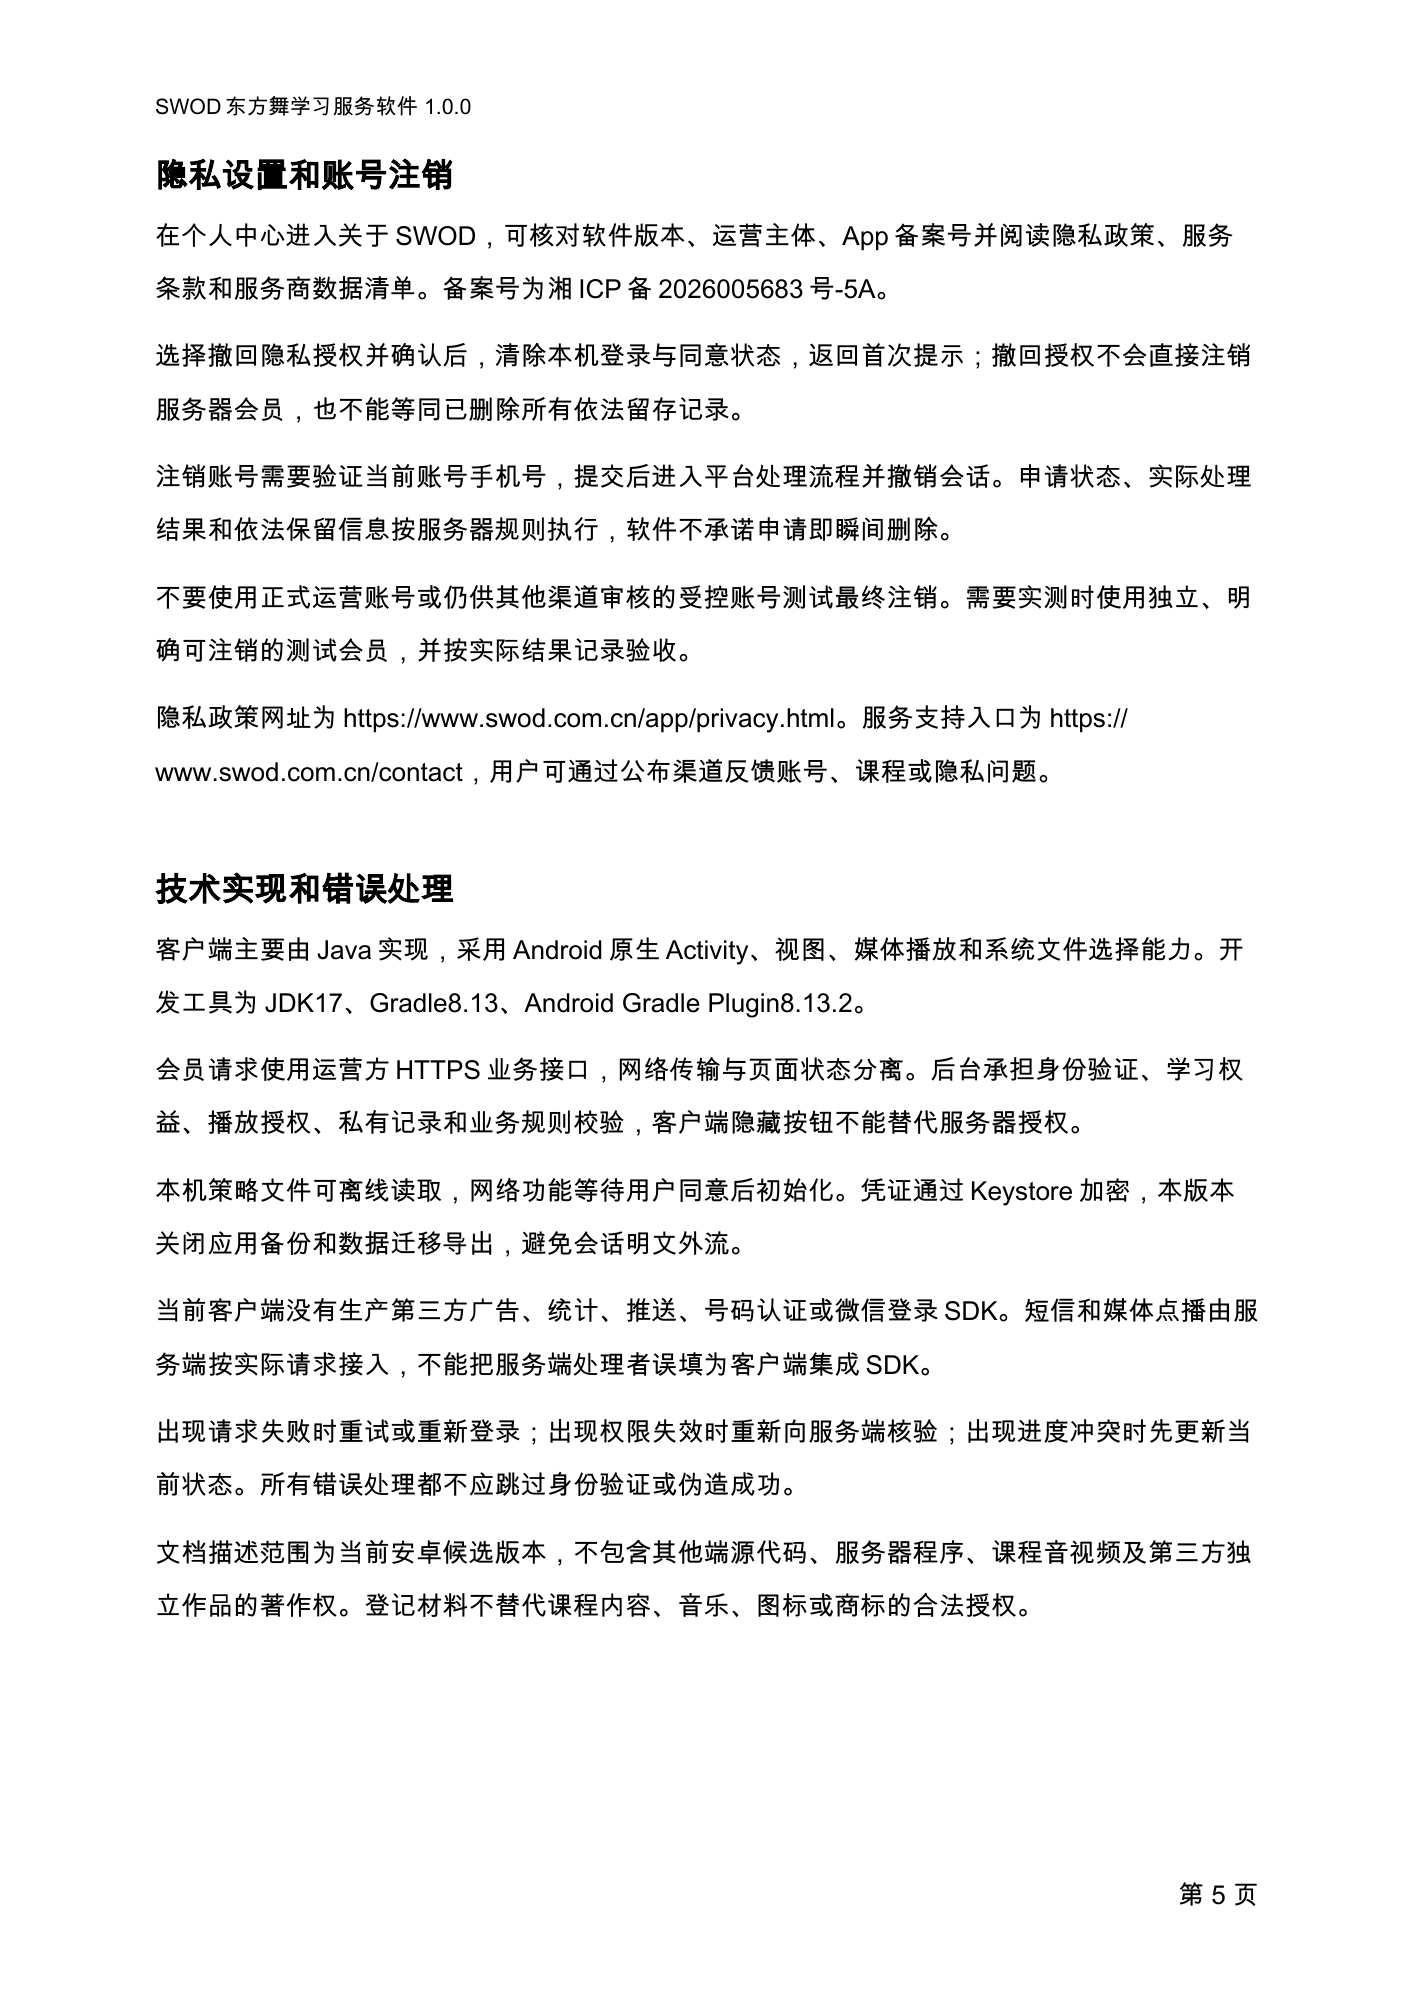 SWOD 东方舞学习服务软件 1.0.0
隐私设置和账号注销
在个人中心进入关于 SWOD，可核对软件版本、运营主体、App 备案号并阅读隐私政策、服务
条款和服务商数据清单。备案号为湘 ICP 备 2026005683 号-5A。
选择撤回隐私授权并确认后，清除本机登录与同意状态，返回首次提示；撤回授权不会直接注销
服务器会员，也不能等同已删除所有依法留存记录。
注销账号需要验证当前账号手机号，提交后进入平台处理流程并撤销会话。申请状态、实际处理
结果和依法保留信息按服务器规则执行，软件不承诺申请即瞬间删除。
不要使用正式运营账号或仍供其他渠道审核的受控账号测试最终注销。需要实测时使用独立、明
确可注销的测试会员，并按实际结果记录验收。
隐私政策网址为 https://www.swod.com.cn/app/privacy.html。服务支持入口为 https://
www.swod.com.cn/contact，用户可通过公布渠道反馈账号、课程或隐私问题。
技术实现和错误处理
客户端主要由 Java 实现，采用 Android 原生 Activity、视图、媒体播放和系统文件选择能力。开
发工具为 JDK17、Gradle8.13、Android Gradle Plugin8.13.2。
会员请求使用运营方 HTTPS 业务接口，网络传输与页面状态分离。后台承担身份验证、学习权
益、播放授权、私有记录和业务规则校验，客户端隐藏按钮不能替代服务器授权。
本机策略文件可离线读取，网络功能等待用户同意后初始化。凭证通过 Keystore 加密，本版本
关闭应用备份和数据迁移导出，避免会话明文外流。
当前客户端没有生产第三方广告、统计、推送、号码认证或微信登录 SDK。短信和媒体点播由服
务端按实际请求接入，不能把服务端处理者误填为客户端集成 SDK。
出现请求失败时重试或重新登录；出现权限失效时重新向服务端核验；出现进度冲突时先更新当
前状态。所有错误处理都不应跳过身份验证或伪造成功。
文档描述范围为当前安卓候选版本，不包含其他端源代码、服务器程序、课程音视频及第三方独
立作品的著作权。登记材料不替代课程内容、音乐、图标或商标的合法授权。
第 5 页